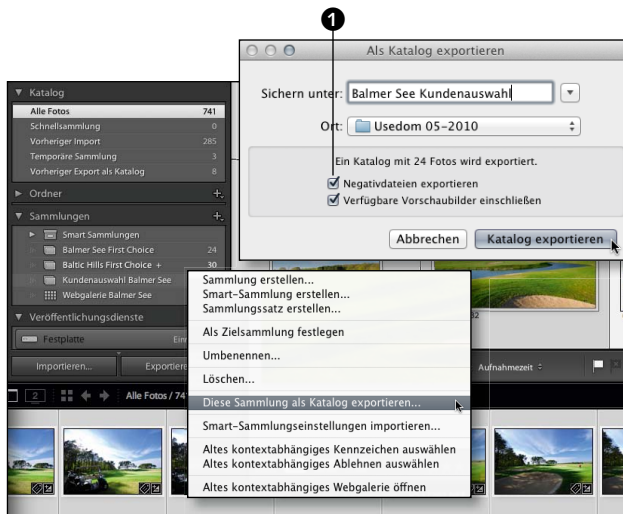 1
Als Katalog exportieren
Sichern unter: Balmer See Kundenauswahl
Ort: Usedom 05-2010
Ein Katalog mit 24 Fotos wird exportiert.
Negativdateien exportieren
Verfügbare Vorschaubilder einschließen
Abbrechen Katalog exportieren
Katalog
Alle Fotos 741
Schnellsammlung 0
Vorheriger Import 285
Temporäre Sammlung 3
Vorheriger Export als Katalog 8
Ordner
Sammlungen
Smart Sammlungen
Balmer See First Choice 24
Baltic Hills First Choice + 30
Kundenauswahl Balmer See
Webgalerie Balmer See
Veröffentlichungsdienste
Festplatte
Importieren...
Sammlung erstellen...
Smart-Sammlung erstellen...
Sammlungssatz erstellen...
Als Zielsammlung festlegen
Umbenennen...
Löschen...
Diese Sammlung als Katalog exportieren...
Smart-Sammlungseinstellungen importieren...
Altes kontextabhängiges Kennzeichen auswählen
Altes kontextabhängiges Ablehnen auswählen
Altes kontextabhängiges Webgalerie öffnen
Aufnahmezeit
2 Alle Fotos / 74